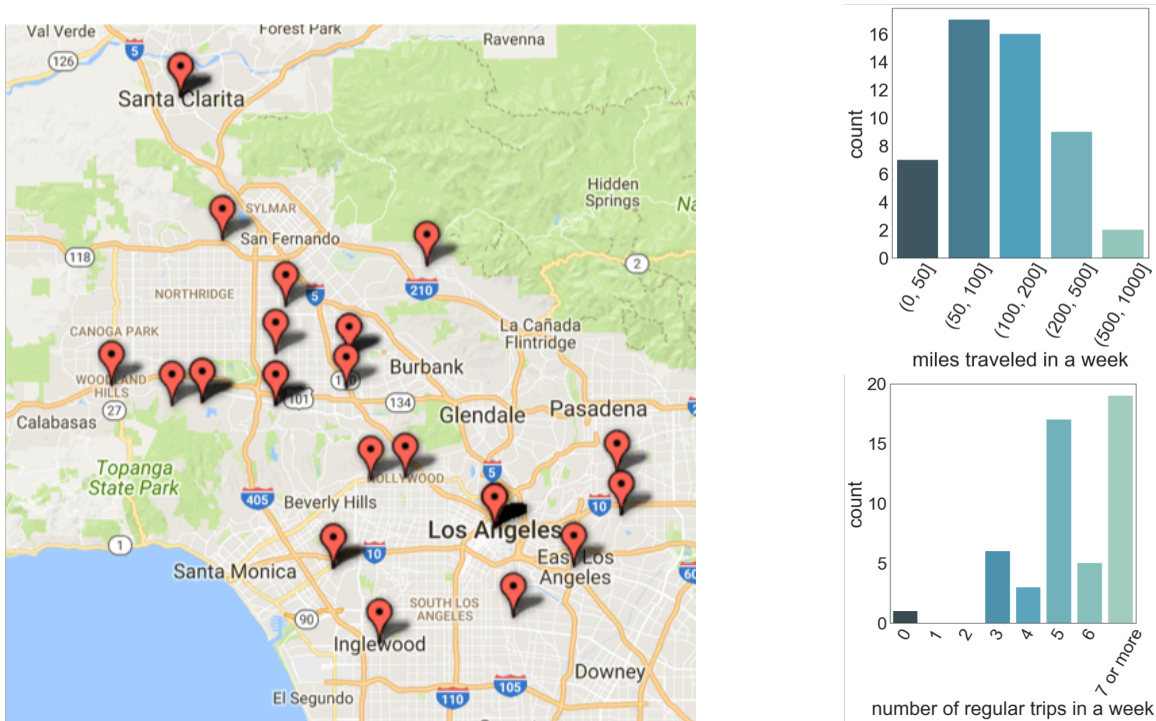 Val Verde
Forest Park
Ravenna
5
126
Santa Clarita
Hidden
Springs
Na
SYLMAR
San Fernando
118
2
NORTHRIDGE
5
210
CANOGA PARK
La Cañada
Flintridge
Burbank
WOODLAND
HILLS
27
101
134
Calabasas
Glendale
Pasadena
Topanga
State Park
HOLLYWOOD
5
405
Beverly Hills
10
Los Angeles
1
10
East Los
Angeles
Santa Monica
60
90
SOUTH LOS
ANGELES
Inglewood
Downey
El Segundo
110
105
count
16
14
12
10
8
6
4
2
0
(0, 50]
(50, 100]
(100, 200]
(200, 500]
(500, 1000]
miles traveled in a week
count
20
15
10
5
0
0
1
2
3
4
5
6
7 or more
number of regular trips in a week